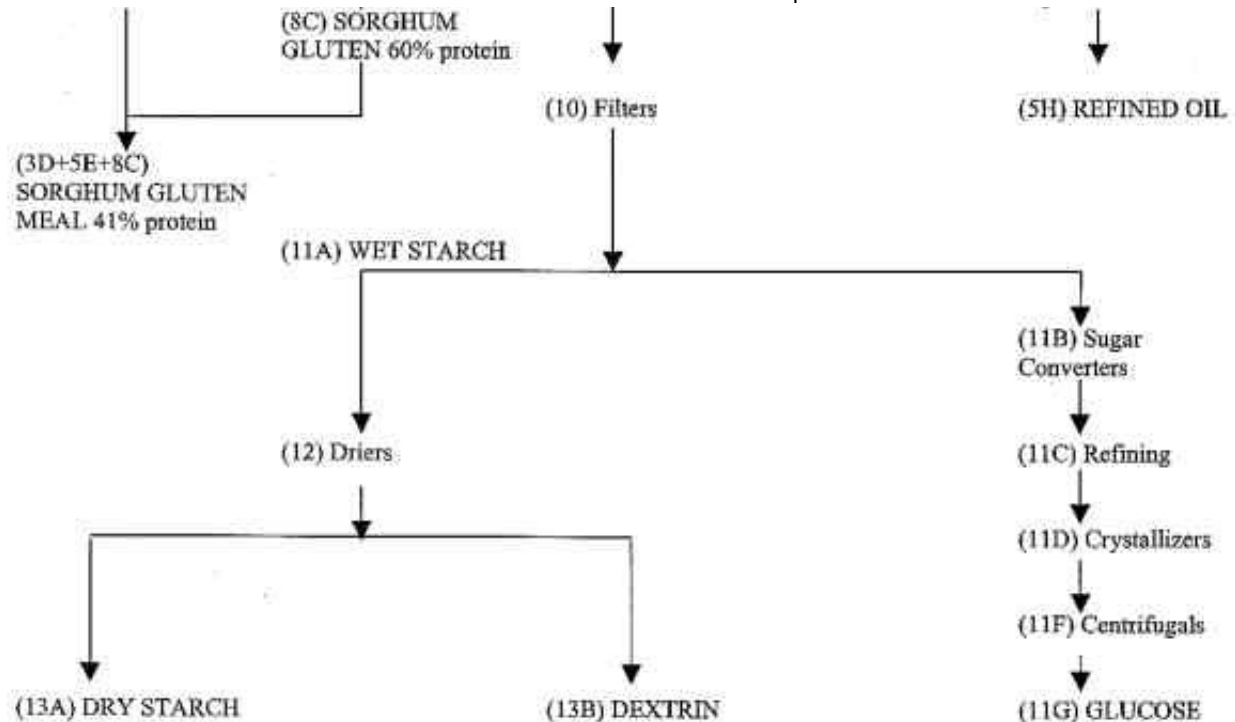 (8C) SORGHUM
GLUTEN 60% protein
(10) Filters
(5H) REFINED OIL
(3D+5E+8C)
SORGHUM GLUTEN
MEAL 41% protein
(11A) WET STARCH
(11B) Sugar
Converters
(12) Driers
(11C) Refining
(11D) Crystallizers
(11F) Centrifugals
(13A) DRY STARCH
(13B) DEXTRIN
(11G) GLUCOSE